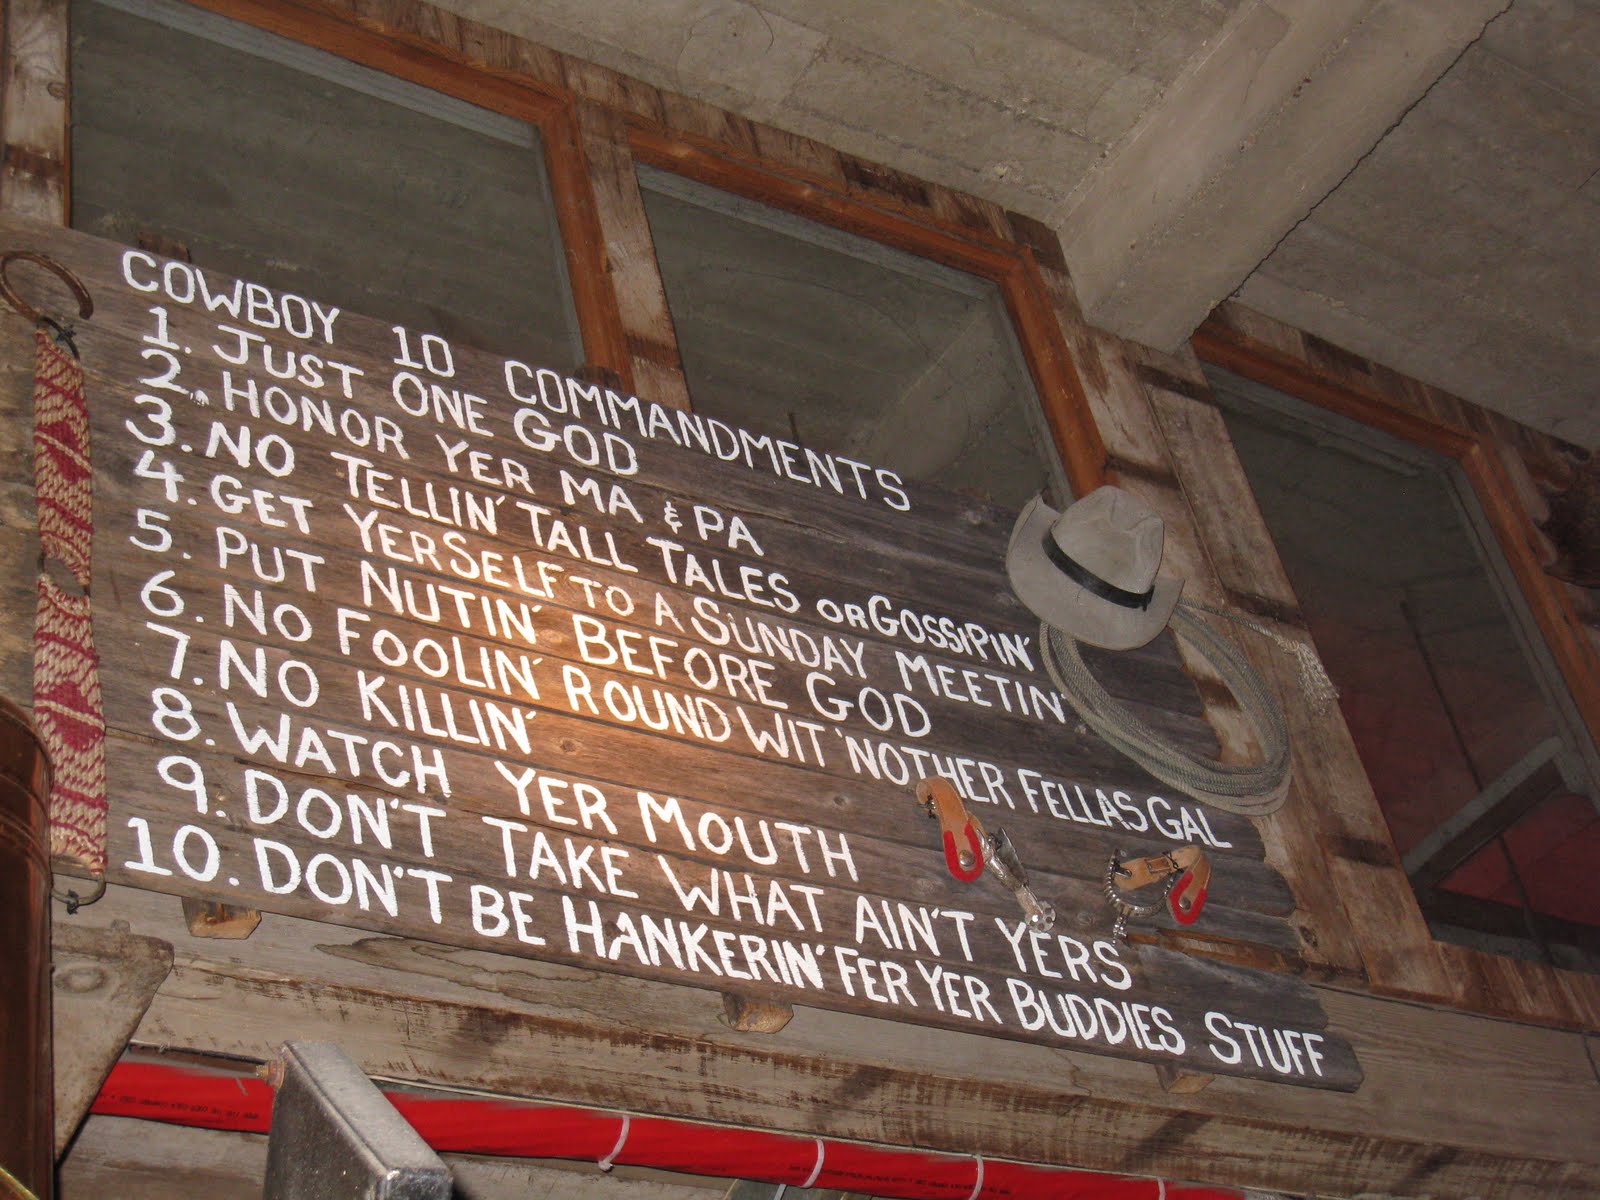 COWBOY 10 COMMANDMENTS
1. JUST ONE GOD
2. HONOR YER MA & PA
3. NO TELLIN' TALL TALES OR GOSSIPIN'
4. GET YERSELF TO A SUNDAY MEETIN'
5. PUT NUTIN' BEFORE GOD
6. NO FOOLIN' ROUND WIT 'NOTHER FELLAS GAL
7. NO KILLIN'
8. WATCH YER MOUTH
9. DON'T TAKE WHAT AIN'T YERS
10. DON'T BE HANKERIN' FER YER BUDDIES STUFF